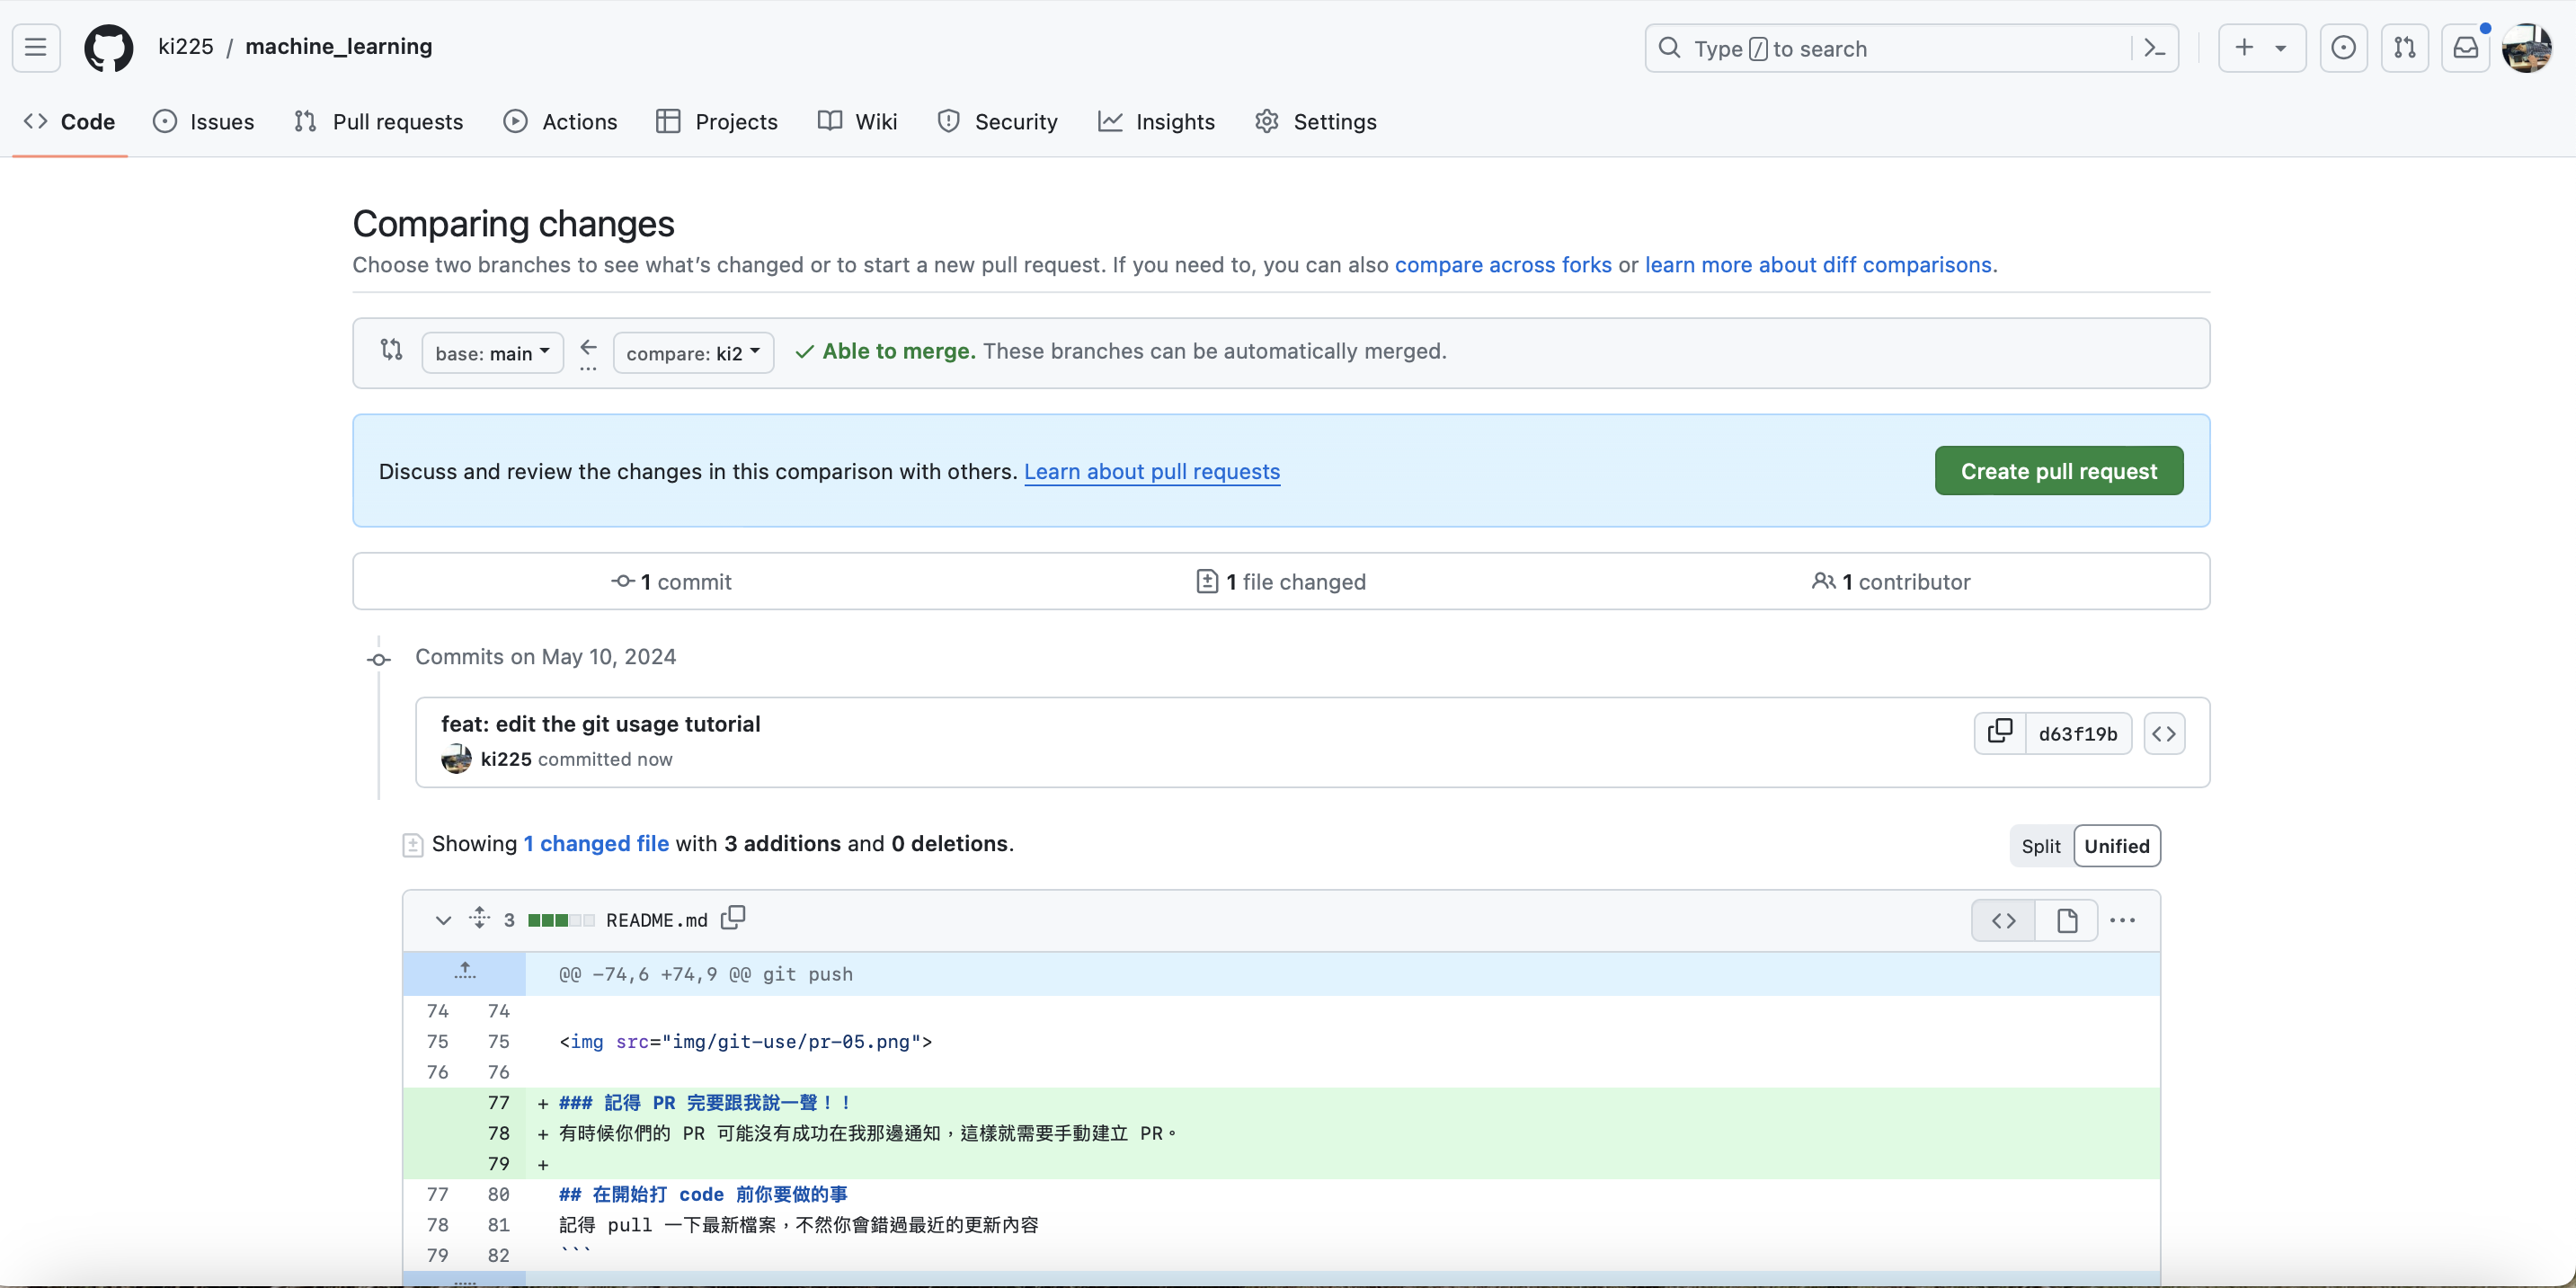 ki225 / machine_learning
Type / to search
Code Issues Pull requests Actions Projects Wiki Security Insights Settings
Comparing changes
Choose two branches to see what's changed or to start a new pull request. If you need to, you can also compare across forks or learn more about diff comparisons.
base: main ← compare: ki2 ✓ Able to merge. These branches can be automatically merged.
Discuss and review the changes in this comparison with others. Learn about pull requests Create pull request
1 commit 1 file changed 1 contributor
Commits on May 10, 2024
feat: edit the git usage tutorial
d63f19b
ki225 committed now
Showing 1 changed file with 3 additions and 0 deletions.
Split Unified
3 README.md
@@ -74,6 +74,9 @@ git push
74 74
75 75 <img src="img/git-use/pr-05.png">
76 76
77 + ### 記得 PR 完要跟我說一聲！！
78 + 有時候你們的 PR 可能沒有成功在我那邊通知，這樣就需要手動建立 PR。
79 +
77 80 ## 在開始打 code 前你要做的事
78 81 記得 pull 一下最新檔案，不然你會錯過最近的更新內容
79 82 ```